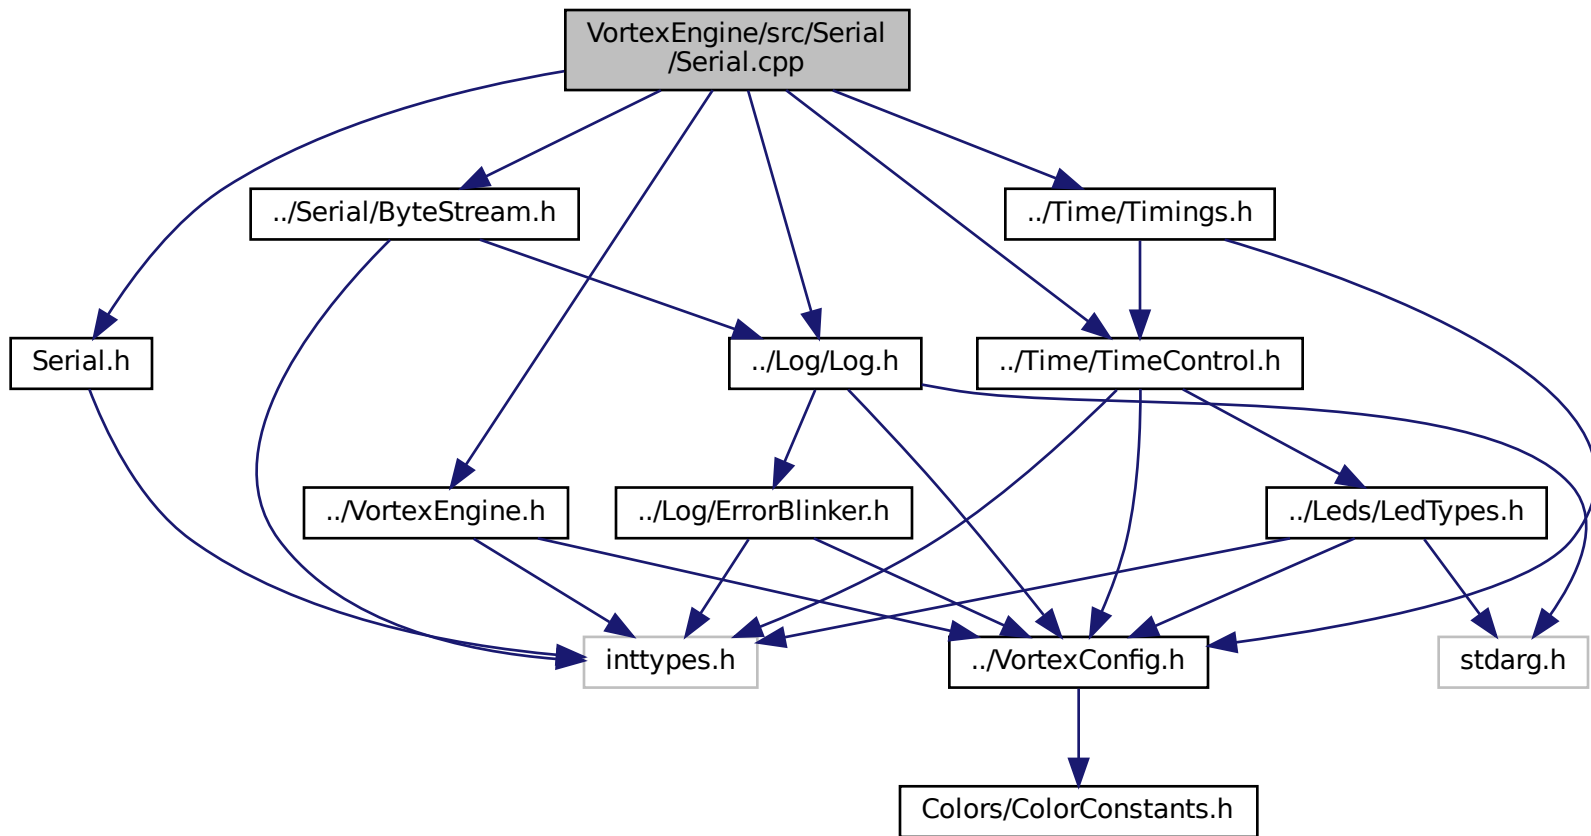 VortexEngine/src/Serial
/Serial.cpp
../Serial/ByteStream.h
../Time/Timings.h
Serial.h
../Log/Log.h
../Time/TimeControl.h
../VortexEngine.h
../Log/ErrorBlinker.h
../Leds/LedTypes.h
inttypes.h
../VortexConfig.h
stdarg.h
Colors/ColorConstants.h